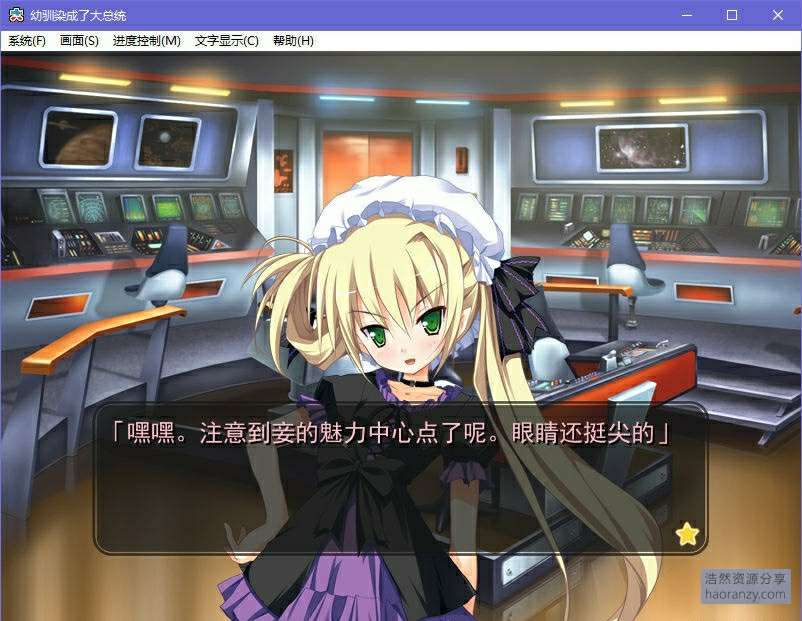 幼驯染成了大总统
系统(F) 画面(S) 进度控制(M) 文字显示(C) 帮助(H)
「嘿嘿。注意到妾的魅力中心点了呢。眼睛还挺尖的」
浩然资源分享
haoranzy.com